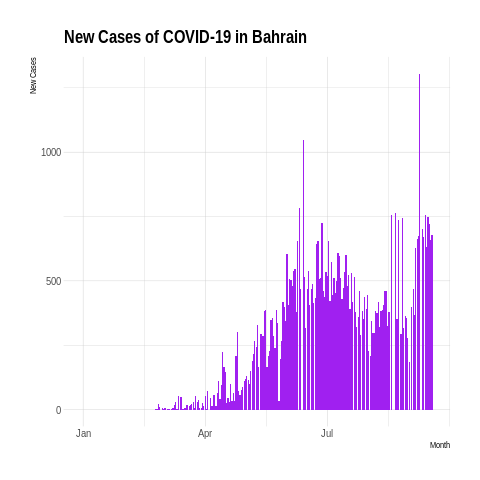 New Cases of COVID-19 in Bahrain
New Cases
1000
500
0
Jan Apr Jul
Month